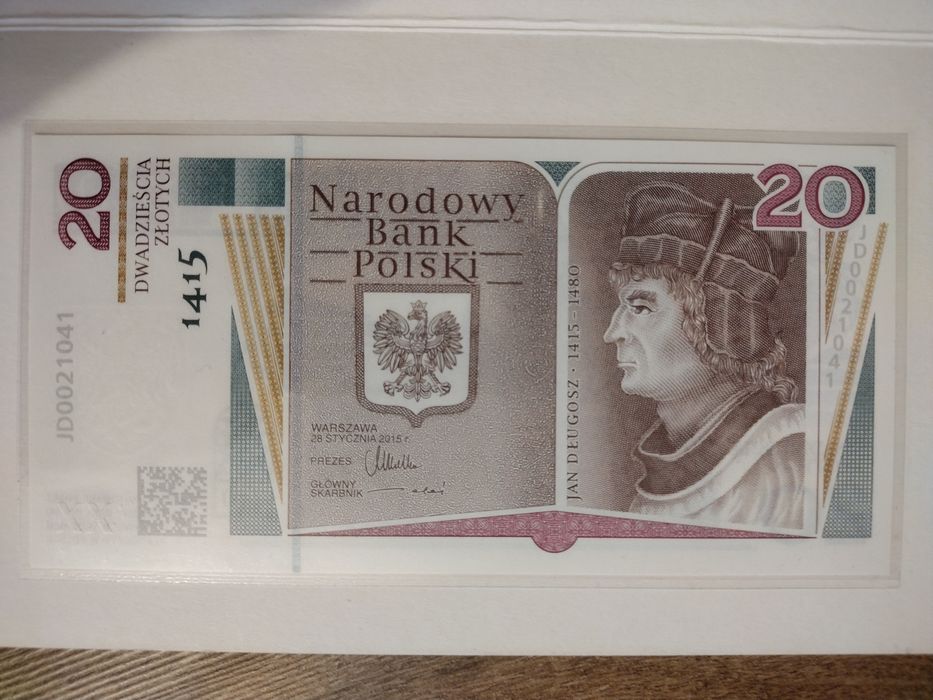 20
DWADZIEŚCIA
ZŁOTYCH
1415
JD0021041
Narodowy
Bank
Polski
WARSZAWA
28 STYCZNIA 2015 r.
PREZES
GŁÓWNY
SKARBNIK
JAN DŁUGOSZ · 1415 – 1480
20
JD0021041